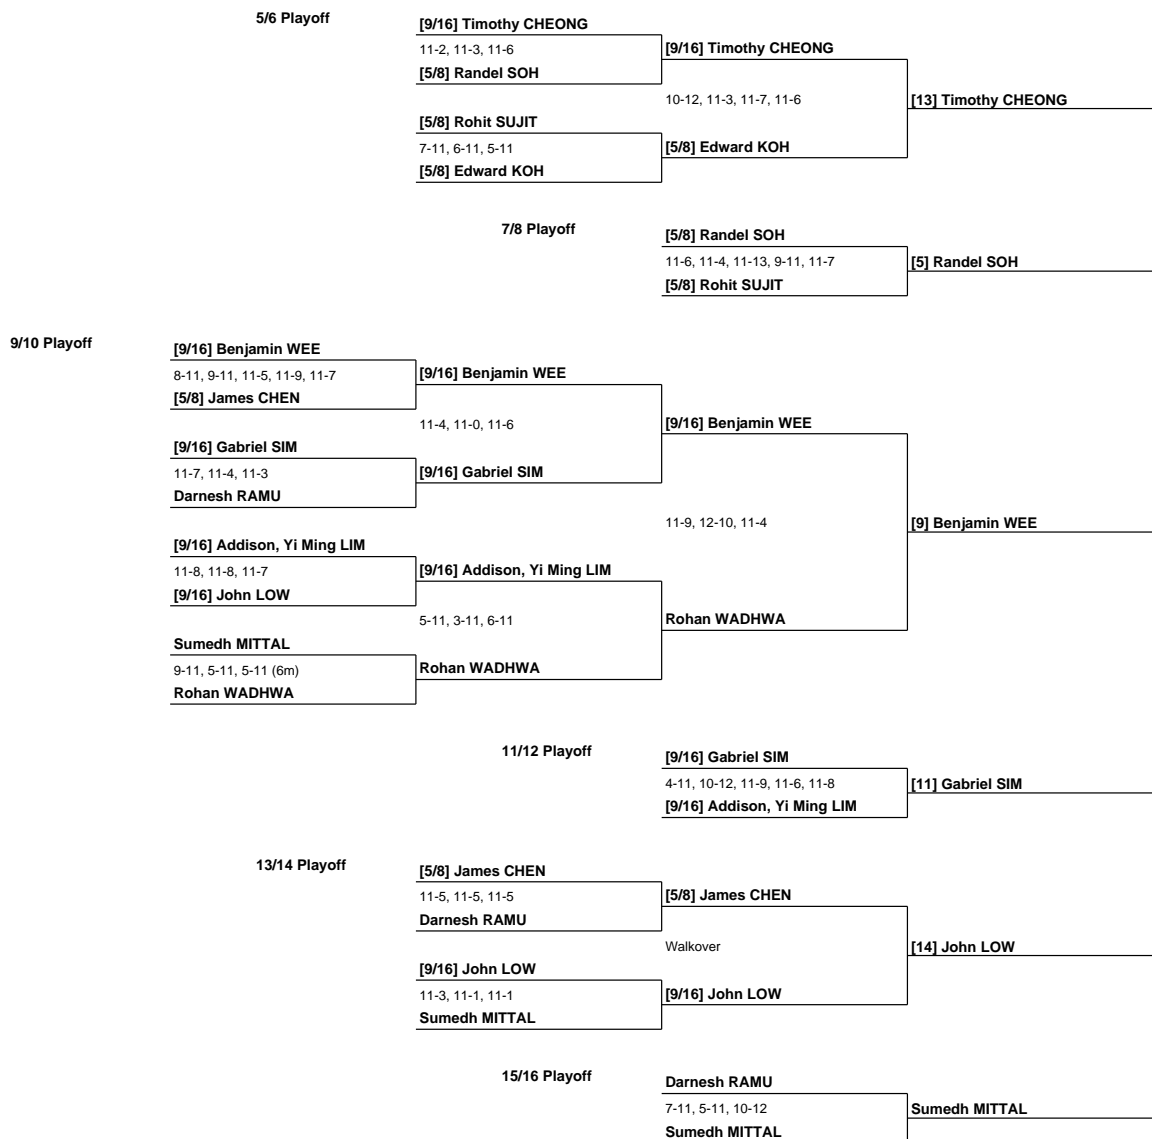 5/6 Playoff
[9/16] Timothy CHEONG
11-2, 11-3, 11-6
[5/8] Randel SOH
[9/16] Timothy CHEONG
10-12, 11-3, 11-7, 11-6
[13] Timothy CHEONG
[5/8] Rohit SUJIT
7-11, 6-11, 5-11
[5/8] Edward KOH
[5/8] Edward KOH
7/8 Playoff
[5/8] Randel SOH
11-6, 11-4, 11-13, 9-11, 11-7
[5/8] Rohit SUJIT
[5] Randel SOH
9/10 Playoff
[9/16] Benjamin WEE
8-11, 9-11, 11-5, 11-9, 11-7
[5/8] James CHEN
[9/16] Benjamin WEE
11-4, 11-0, 11-6
[9/16] Benjamin WEE
[9/16] Gabriel SIM
11-7, 11-4, 11-3
Darnesh RAMU
[9/16] Gabriel SIM
11-9, 12-10, 11-4
[9] Benjamin WEE
[9/16] Addison, Yi Ming LIM
11-8, 11-8, 11-7
[9/16] John LOW
[9/16] Addison, Yi Ming LIM
5-11, 3-11, 6-11
Rohan WADHWA
Sumedh MITTAL
9-11, 5-11, 5-11 (6m)
Rohan WADHWA
Rohan WADHWA
11/12 Playoff
[9/16] Gabriel SIM
4-11, 10-12, 11-9, 11-6, 11-8
[9/16] Addison, Yi Ming LIM
[11] Gabriel SIM
13/14 Playoff
[5/8] James CHEN
11-5, 11-5, 11-5
Darnesh RAMU
[5/8] James CHEN
Walkover
[14] John LOW
[9/16] John LOW
11-3, 11-1, 11-1
Sumedh MITTAL
[9/16] John LOW
15/16 Playoff
Darnesh RAMU
7-11, 5-11, 10-12
Sumedh MITTAL
Sumedh MITTAL